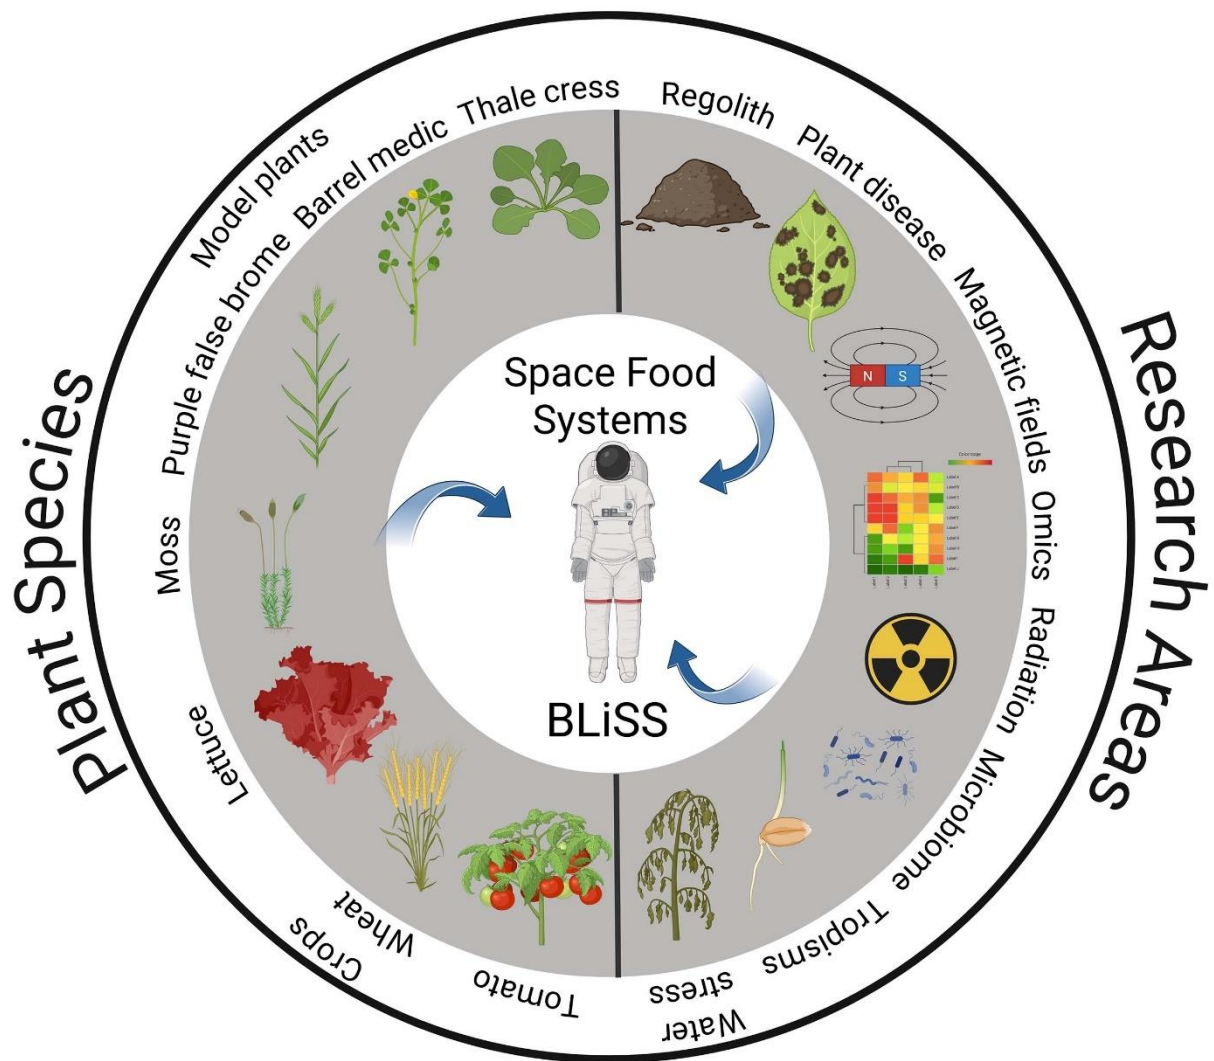 Plant Species
Research Areas
Model plants
Thale cress
Barrel medic
Purple false brome
Moss
Lettuce
Wheat
Crops
Tomato
Regolith
Plant disease
Magnetic fields
N
S
Omics
Radiation
Microbiome
Tropisms
Water
stress
Space Food
Systems
BLiSS